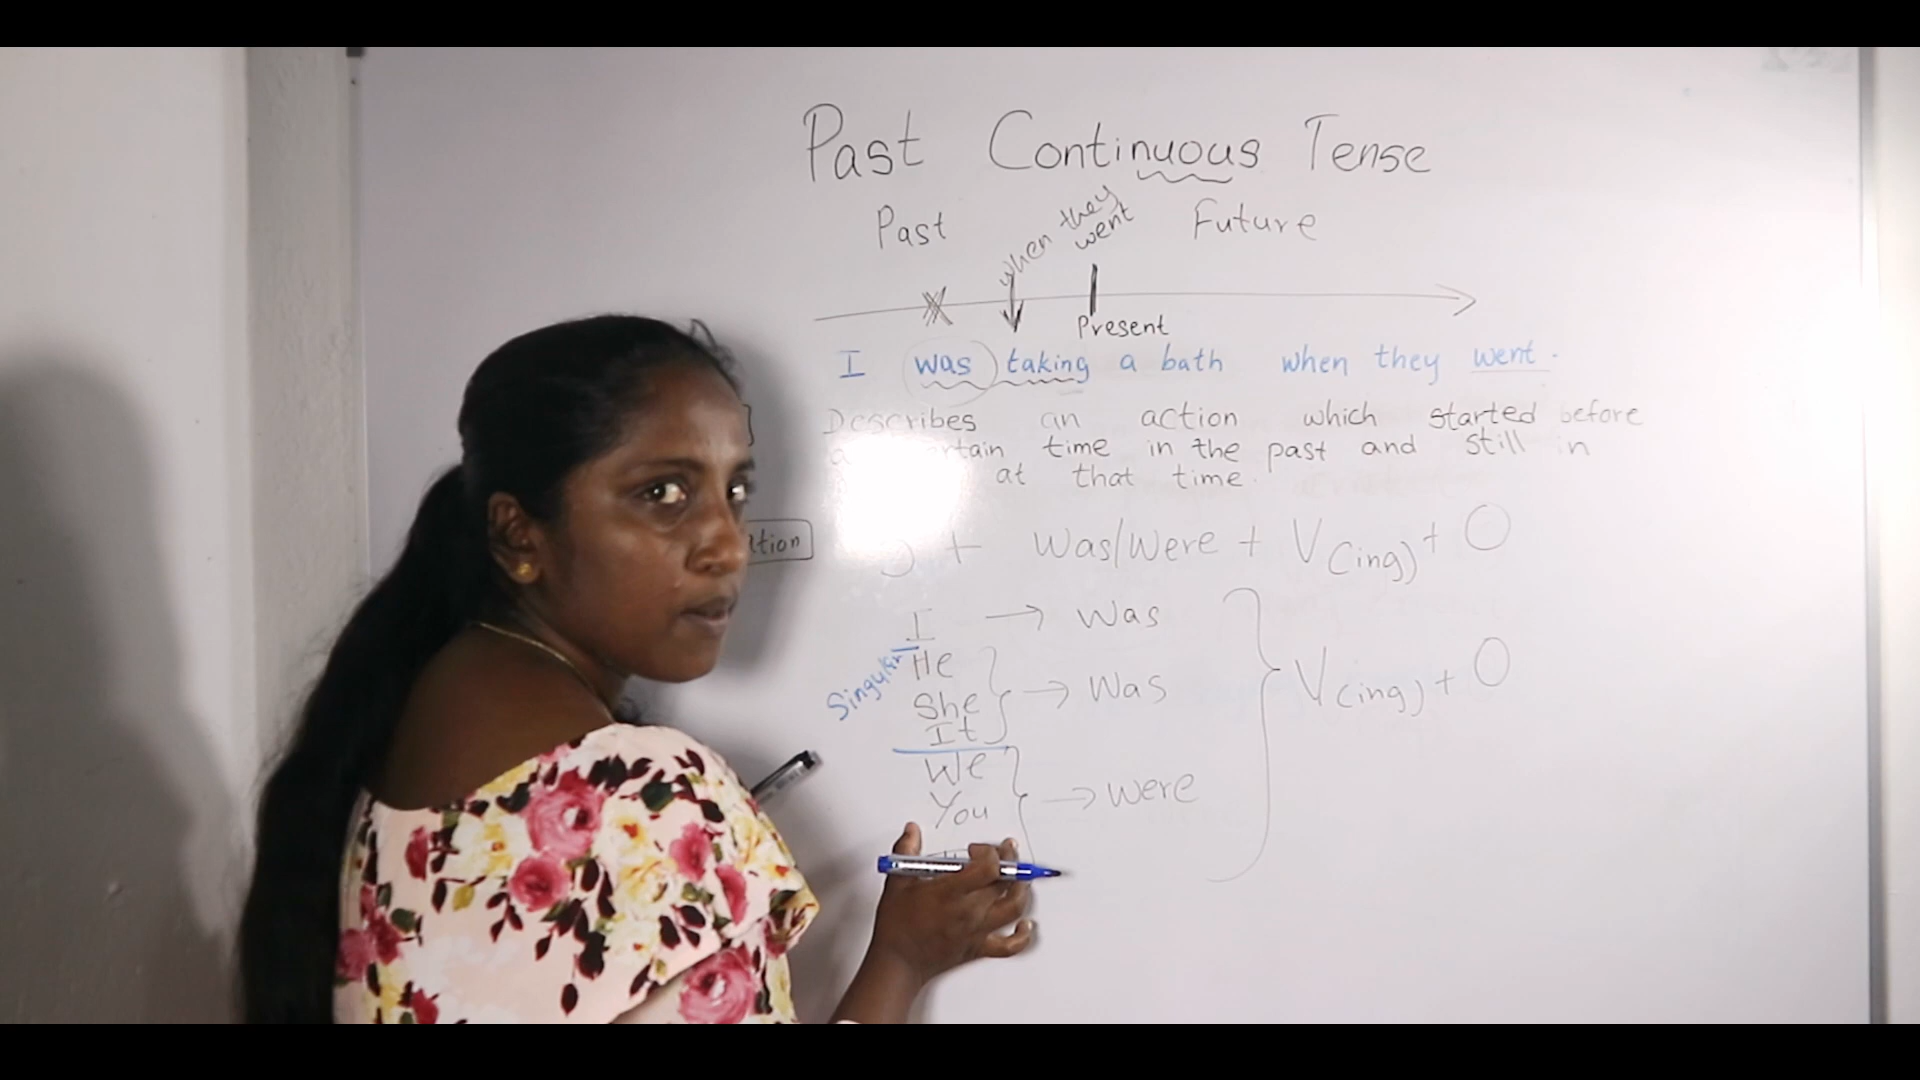 Past Continuous Tense
Past when they went Future
Present
I was taking a bath when they went.
Describes an action which started before
a time in the past and still in
at that time.
+ Was/Were + V(ing) + O
I → Was
Singular
He
She
It
→ Was
We
You
→ Were
V(ing) + O